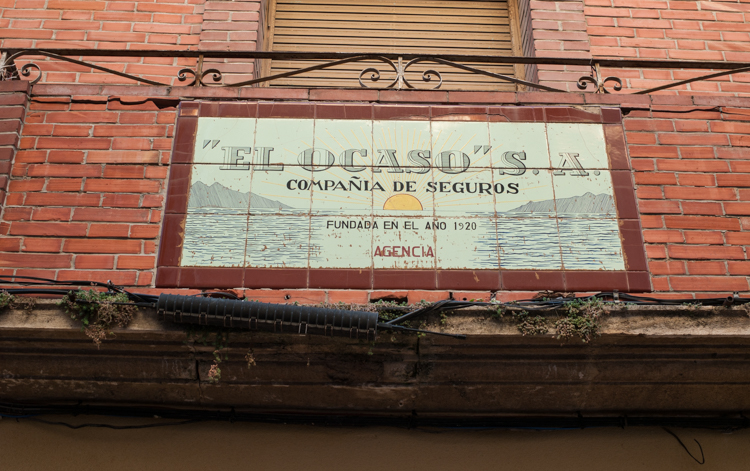 "EL OCASO" S. A.
COMPAÑIA DE SEGUROS
FUNDADA EN EL AÑO 1920
AGENCIA